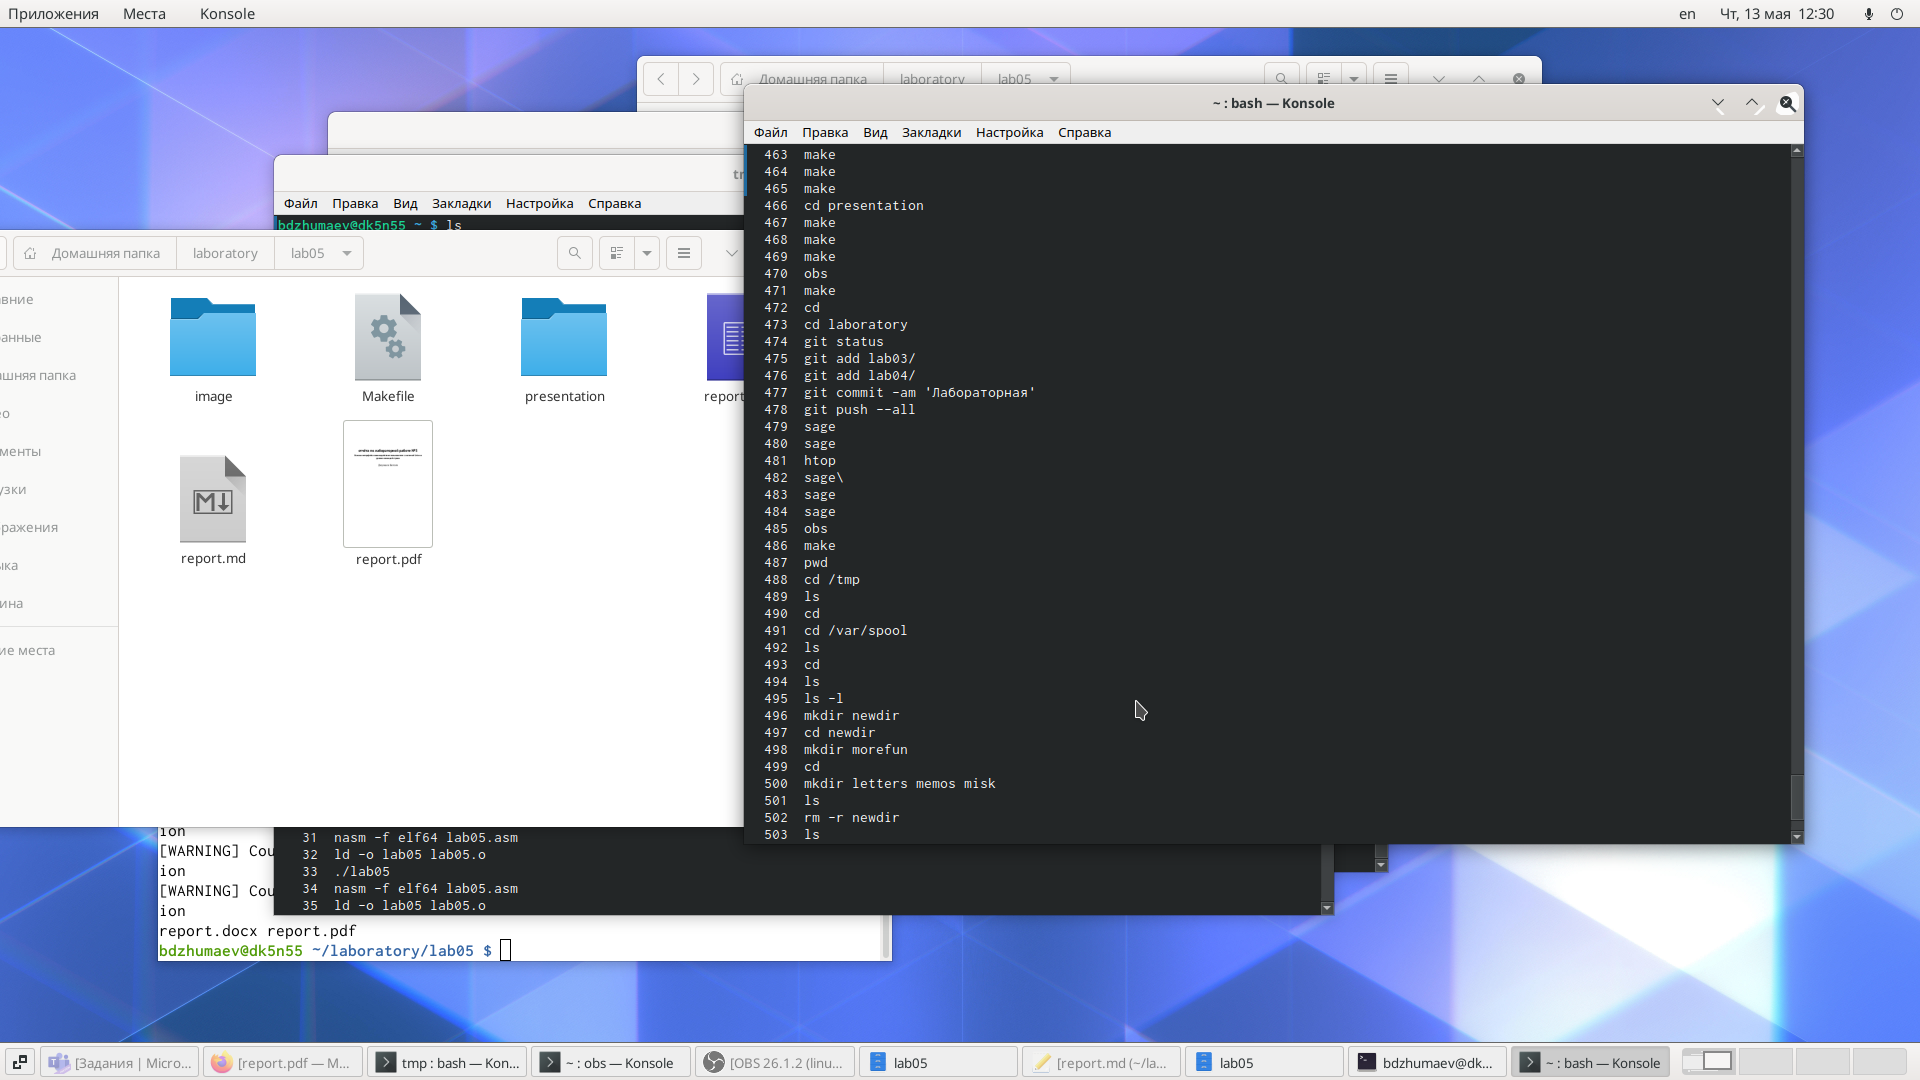 Приложения Места Konsole en Чт, 13 мая 12:30
Домашняя папка laboratory lab05
~ : bash — Konsole
Файл Правка Вид Закладки Настройка Справка
463 make
464 make
465 make
466 cd presentation
467 make
468 make
469 make
470 obs
471 make
472 cd
473 cd laboratory
474 git status
475 git add lab03/
476 git add lab04/
477 git commit -am 'Лабораторная'
478 git push --all
479 sage
480 sage
481 htop
482 sage\
483 sage
484 sage
485 obs
486 make
487 pwd
488 cd /tmp
489 ls
490 cd
491 cd /var/spool
492 ls
493 cd
494 ls
495 ls -l
496 mkdir newdir
497 cd newdir
498 mkdir morefun
499 cd
500 mkdir letters memos misk
501 ls
502 rm -r newdir
503 ls
Файл Правка Вид Закладки Настройка Справка
bdzhumaev@dk5n55 ~ $ ls
Домашняя папка laboratory lab05
вние
анные
ашняя папка
ео
менты
узки
ражения
ыка
ина
ие места
image
Makefile
presentation
report
report.md
report.pdf
31 nasm -f elf64 lab05.asm
32 ld -o lab05 lab05.o
33 ./lab05
34 nasm -f elf64 lab05.asm
35 ld -o lab05 lab05.o
ion
[WARNING] Cou
ion
[WARNING] Cou
ion
report.docx report.pdf
bdzhumaev@dk5n55 ~/laboratory/lab05 $
[Задания | Micro... [report.pdf — M... tmp : bash — Kon... ~ : obs — Konsole [OBS 26.1.2 (linu... lab05 [report.md (~/la... lab05 bdzhumaev@dk... ~ : bash — Konsole